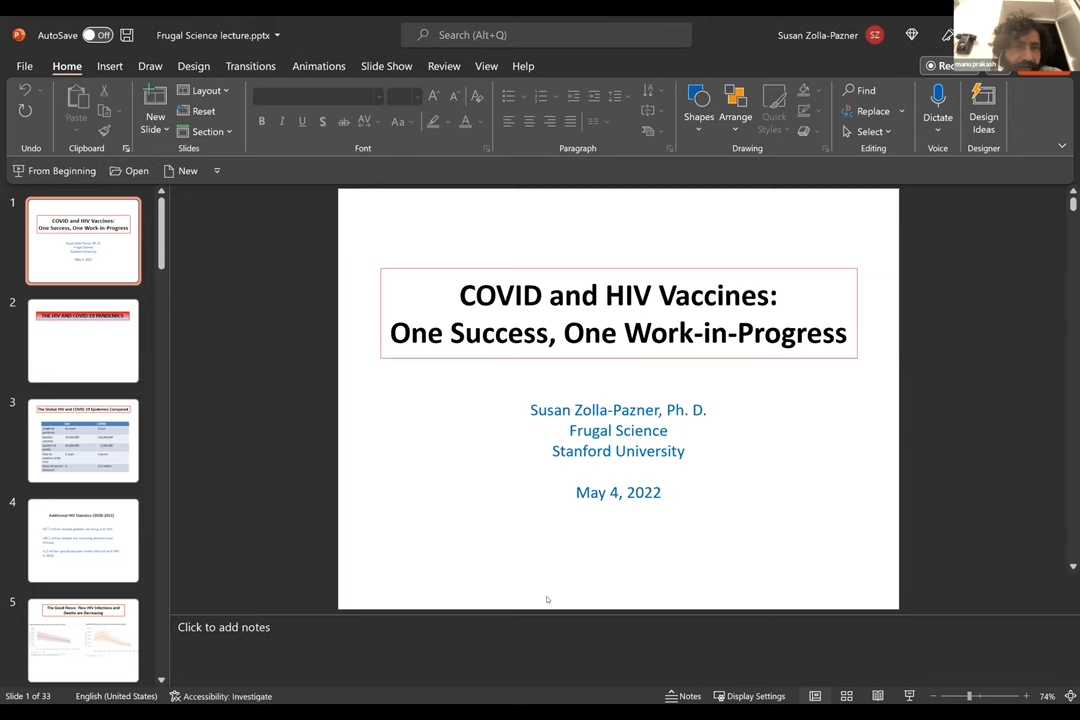 AutoSave
Off
Frugal Science lecture.pptx
Search (Alt+Q)
Susan Zolla-Pazner
SZ
manu prakash
File
Home
Insert
Draw
Design
Transitions
Animations
Slide Show
Review
View
Help
Undo
Paste
Clipboard
New
Slide
Layout
Reset
Section
Slides
Font
Paragraph
Shapes
Arrange
Quick
Styles
Drawing
Find
Replace
Select
Editing
Dictate
Voice
Design
Ideas
Designer
From Beginning
Open
New
1
COVID and HIV Vaccines:
One Success, One Work-in-Progress
Susan Zolla-Pazner, Ph. D.
Frugal Science
Stanford University
May 4, 2022
2
THE HIV AND COVID-19 PANDEMICS
3
The Global HIV and COVID-19 Epidemics Compared
4
Additional HIV Statistics (2020-2021)
5
The Good News: New HIV Infections and
Deaths are Decreasing
COVID and HIV Vaccines:
One Success, One Work-in-Progress
Susan Zolla-Pazner, Ph. D.
Frugal Science
Stanford University
May 4, 2022
Click to add notes
Slide 1 of 33
English (United States)
Accessibility: Investigate
Notes
Display Settings
74%